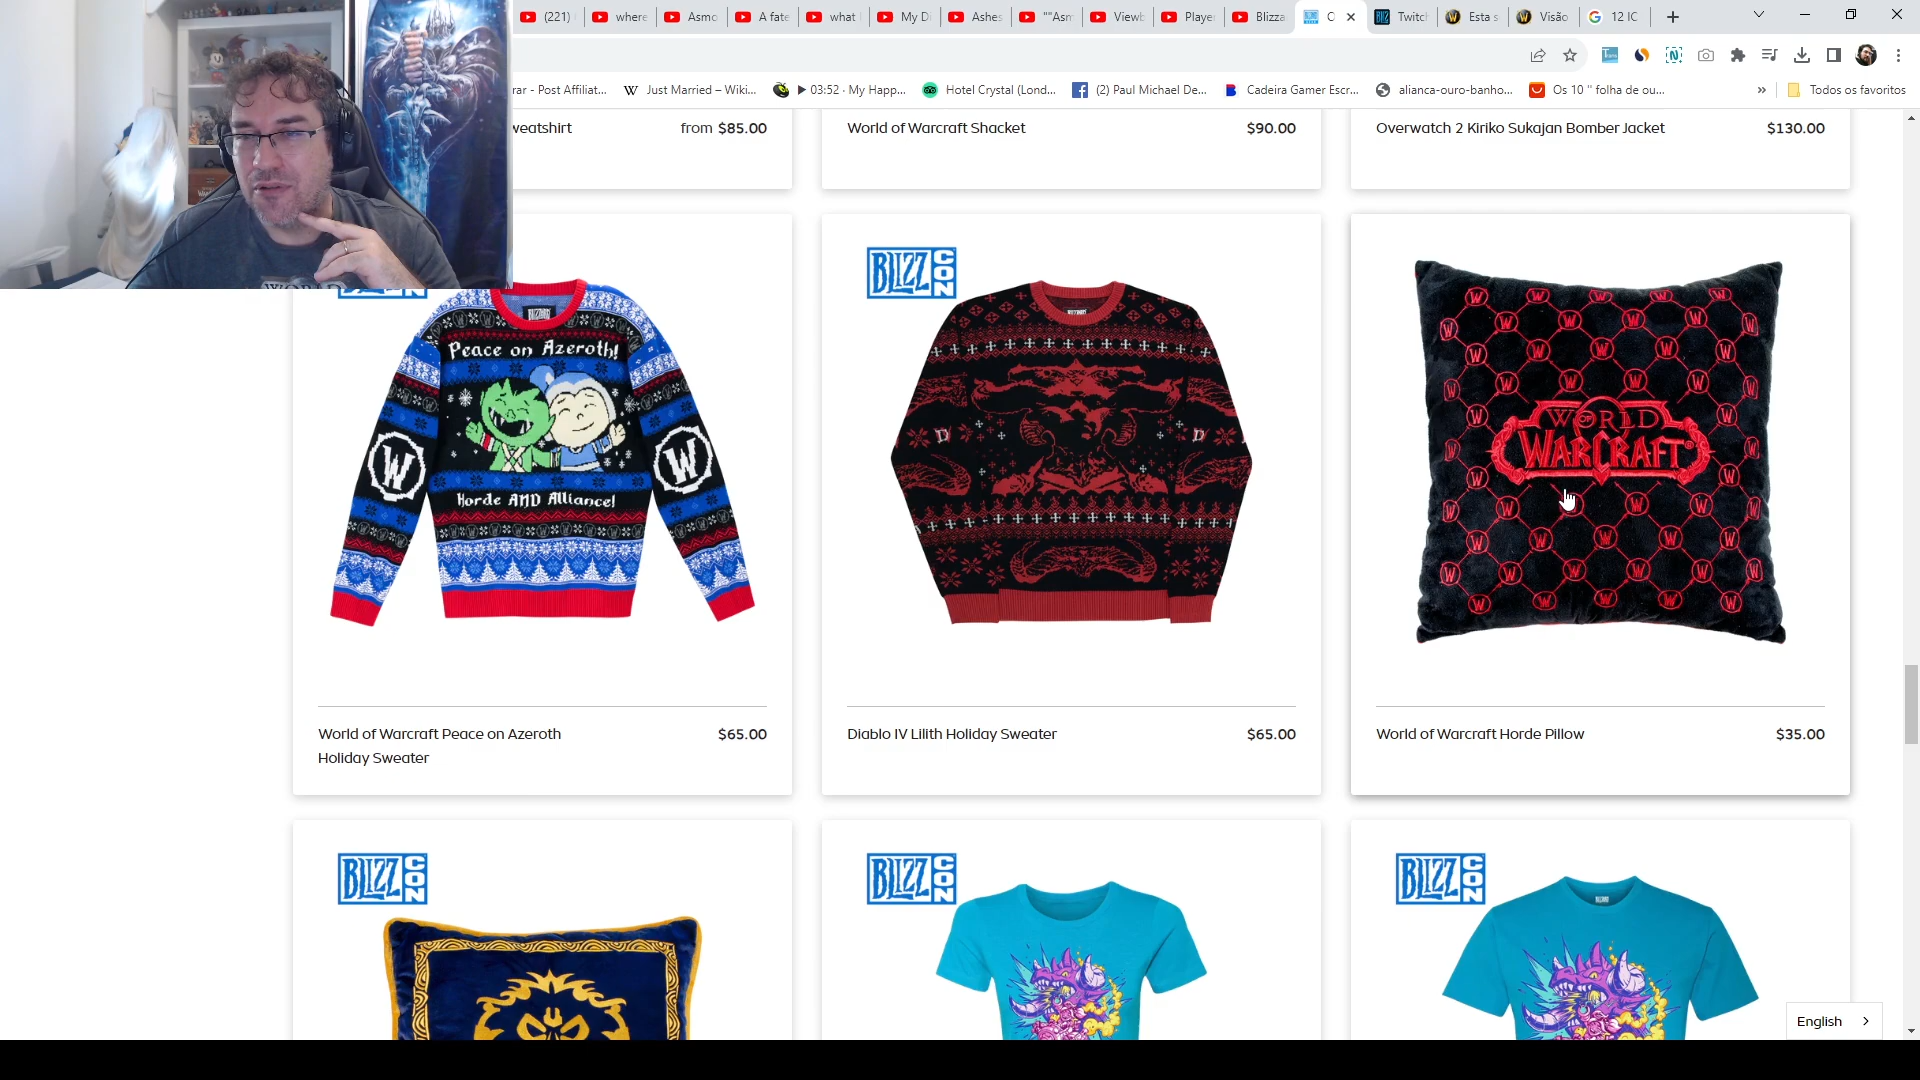 (221)
where
Asmo
A fate
what
My Di
Ashes
""Asm
Viewb
Playe
Blizza
Twitch
Esta s
Visão
12 IC
rar - Post Affiliat...
Just Married – Wiki...
03:52 · My Happ...
Hotel Crystal (Lond...
(2) Paul Michael De...
Cadeira Gamer Escr...
alianca-ouro-banho...
Os 10 " folha de ou...
»
Todos os favoritos
weatshirt
from $85.00
World of Warcraft Shacket
$90.00
Overwatch 2 Kiriko Sukajan Bomber Jacket
$130.00
BLIZZCON
Peace on Azeroth!
W
W
Horde AND Alliance!
D
D
WORLD OF WARCRAFT
World of Warcraft Peace on Azeroth
Holiday Sweater
$65.00
Diablo IV Lilith Holiday Sweater
$65.00
World of Warcraft Horde Pillow
$35.00
BLIZZCON
BLIZZCON
BLIZZCON
English